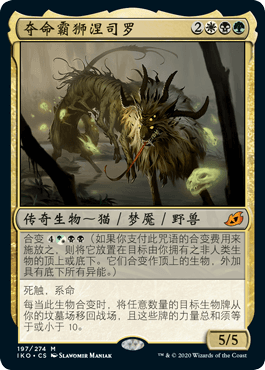 夺命霸狮涅司罗 2
传奇生物～猫／梦魇／野兽
合变 4 （如果你支付此咒语的合变费用来
施放之，则将它放置在目标由你拥有之非人类生
物的顶上或底下。它们合变作顶上的生物，外加
具有在底下所有异能。）
死触，系命
每当此生物合变时，将任意数量的目标生物牌从
你的坟墓场移回战场，且这些牌的力量总和须等
于或小于10。
5/5
197/274 M
IKO • CS SLAWOMIR MANIAK
™ & © 2020 Wizards of the Coast